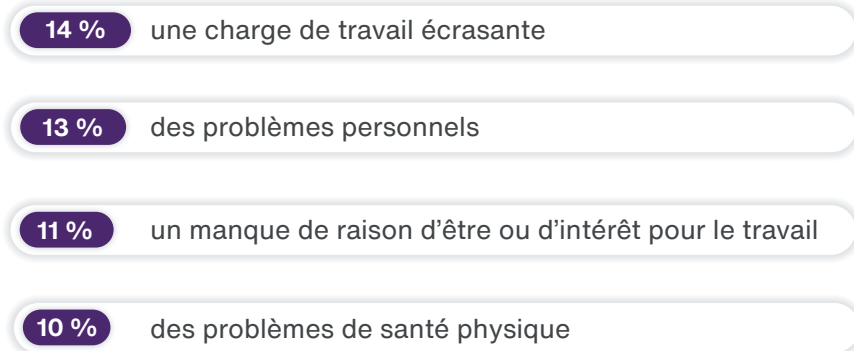 14 % une charge de travail écrasante
13 % des problèmes personnels
11 % un manque de raison d’être ou d’intérêt pour le travail
10 % des problèmes de santé physique